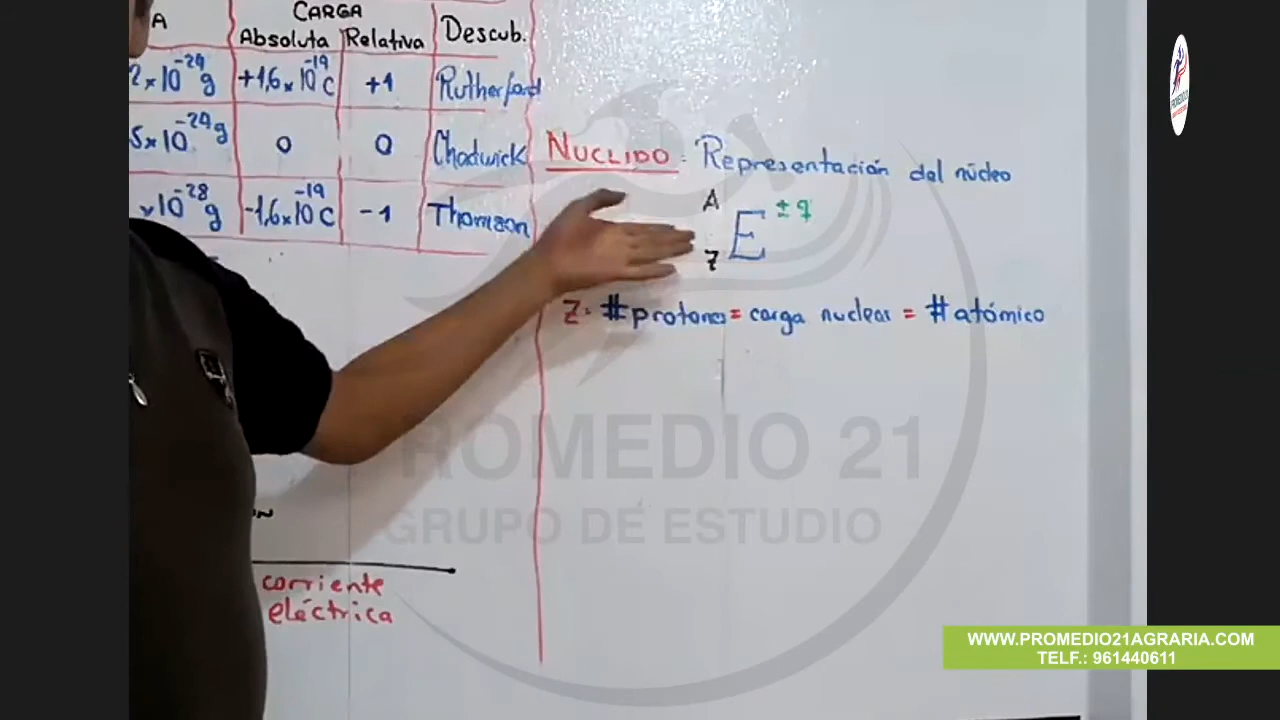 A CARGA
Absoluta Relativa Descub.
2×10⁻²⁴g +1,6×10⁻¹⁹C +1 Rutherford
5×10⁻²⁴g 0 0 Chadwick
×10⁻²⁸g -1,6×10⁻¹⁹C -1 Thomson
NUCLIDO: Representación del núcleo
A
E ±q
Z
Z: #protones = carga nuclear = #atómico
corriente
eléctrica
PROMEDIO 21
GRUPO DE ESTUDIO
PROMEDIO 21
WWW.PROMEDIO21AGRARIA.COM
TELF.: 961440611